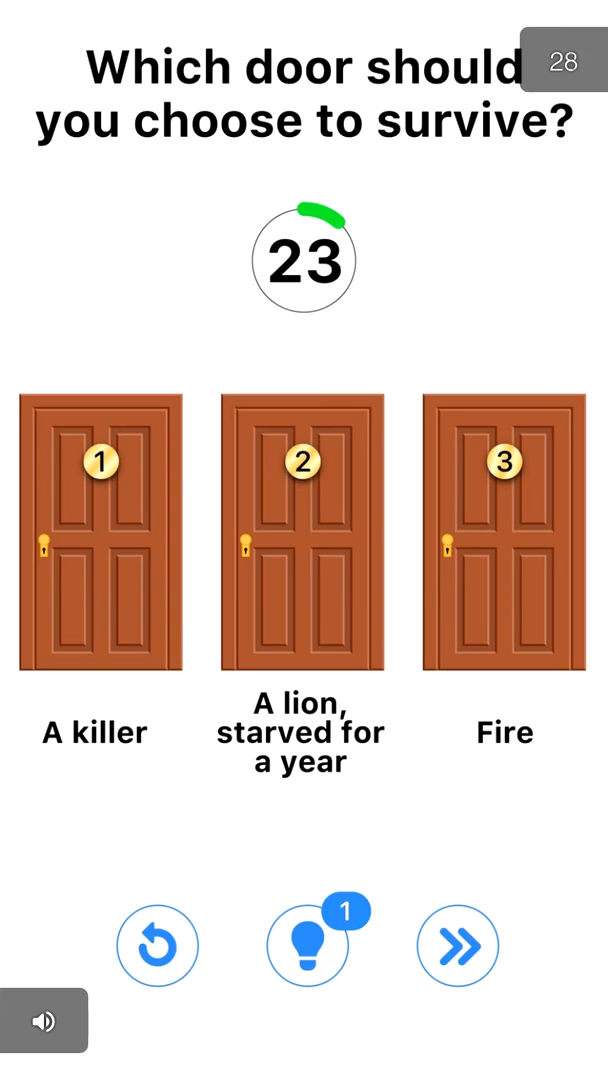 28
Which door should
you choose to survive?
23
1
2
3
A killer
A lion,
starved for
a year
Fire
1